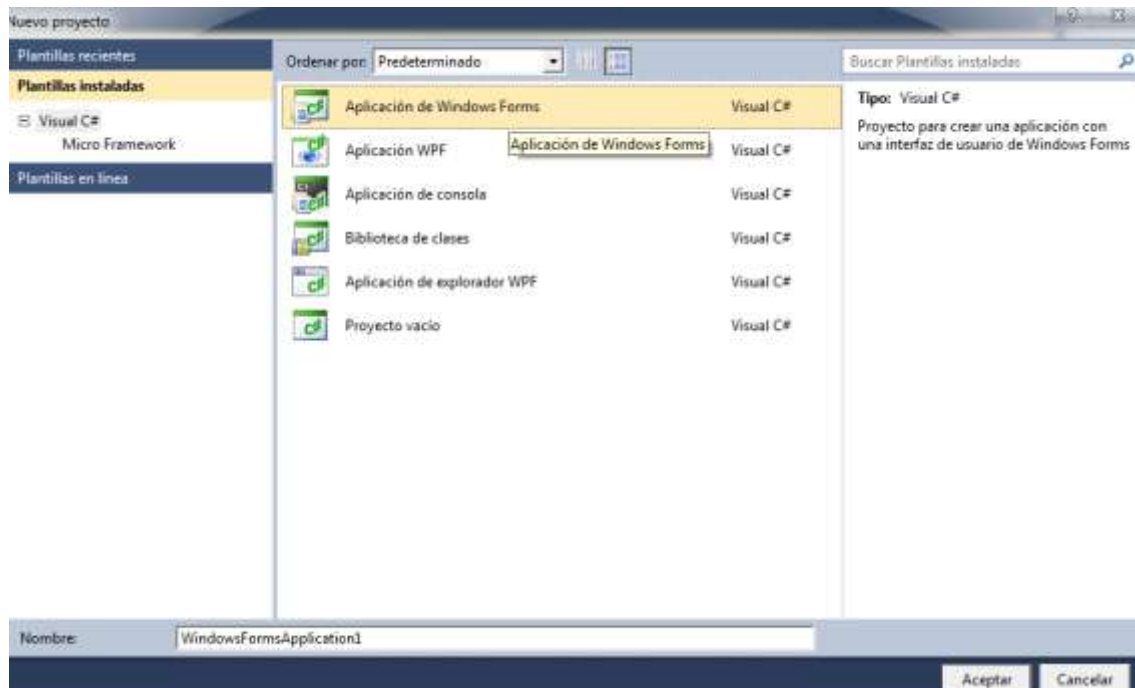 Nuevo proyecto
Plantillas recientes
Plantillas instaladas
Visual C#
Micro Framework
Plantillas en línea
Ordenar por: Predeterminado
Aplicación de Windows Forms Visual C#
Aplicación de Windows Forms
Aplicación WPF Visual C#
Aplicación de consola Visual C#
Biblioteca de clases Visual C#
Aplicación de explorador WPF Visual C#
Proyecto vacío Visual C#
Buscar Plantillas instaladas
Tipo: Visual C#
Proyecto para crear una aplicación con
una interfaz de usuario de Windows Forms
Nombre: WindowsFormsApplication1
Aceptar Cancelar